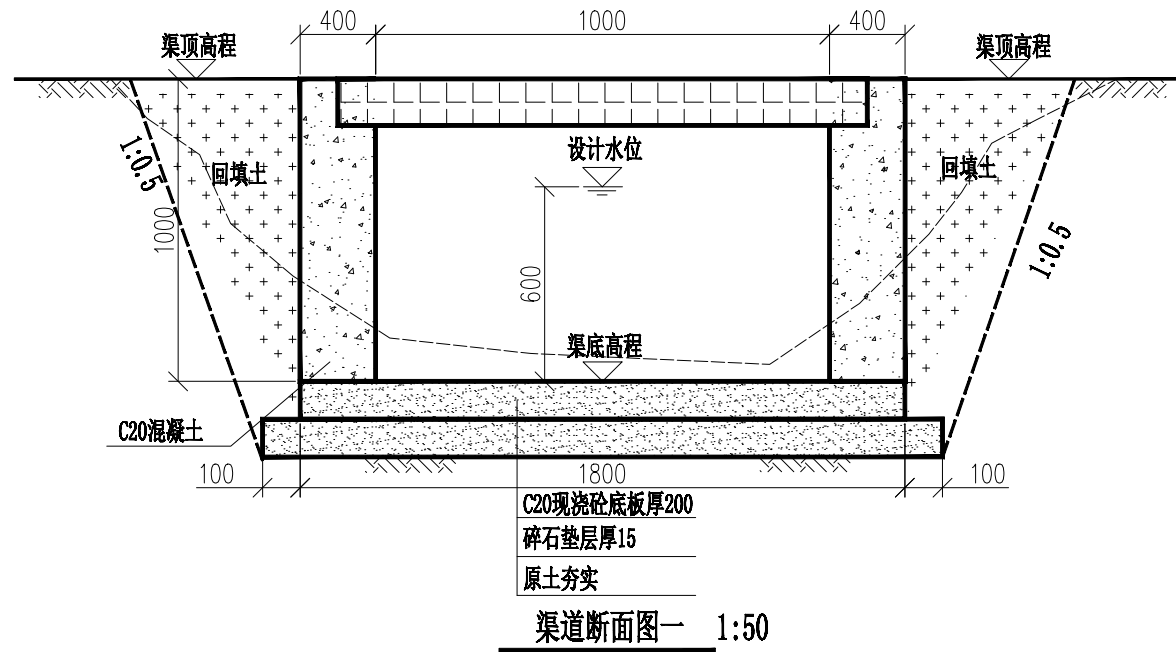 400 1000 400
渠顶高程 渠顶高程
设计水位
1:0.5 回填土 回填土
1:0.5
1000
600
渠底高程
C20混凝土
100 1800 100
C20现浇砼底板厚200
碎石垫层厚15
原土夯实
渠道断面图一 1:50